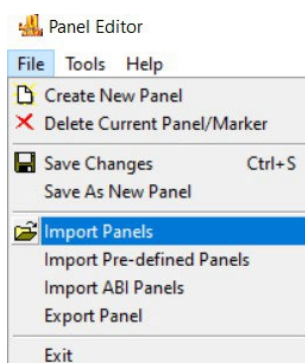 Panel Editor
File Tools Help
Create New Panel
Delete Current Panel/Marker
Save Changes Ctrl+S
Save As New Panel
Import Panels
Import Pre-defined Panels
Import ABI Panels
Export Panel
Exit